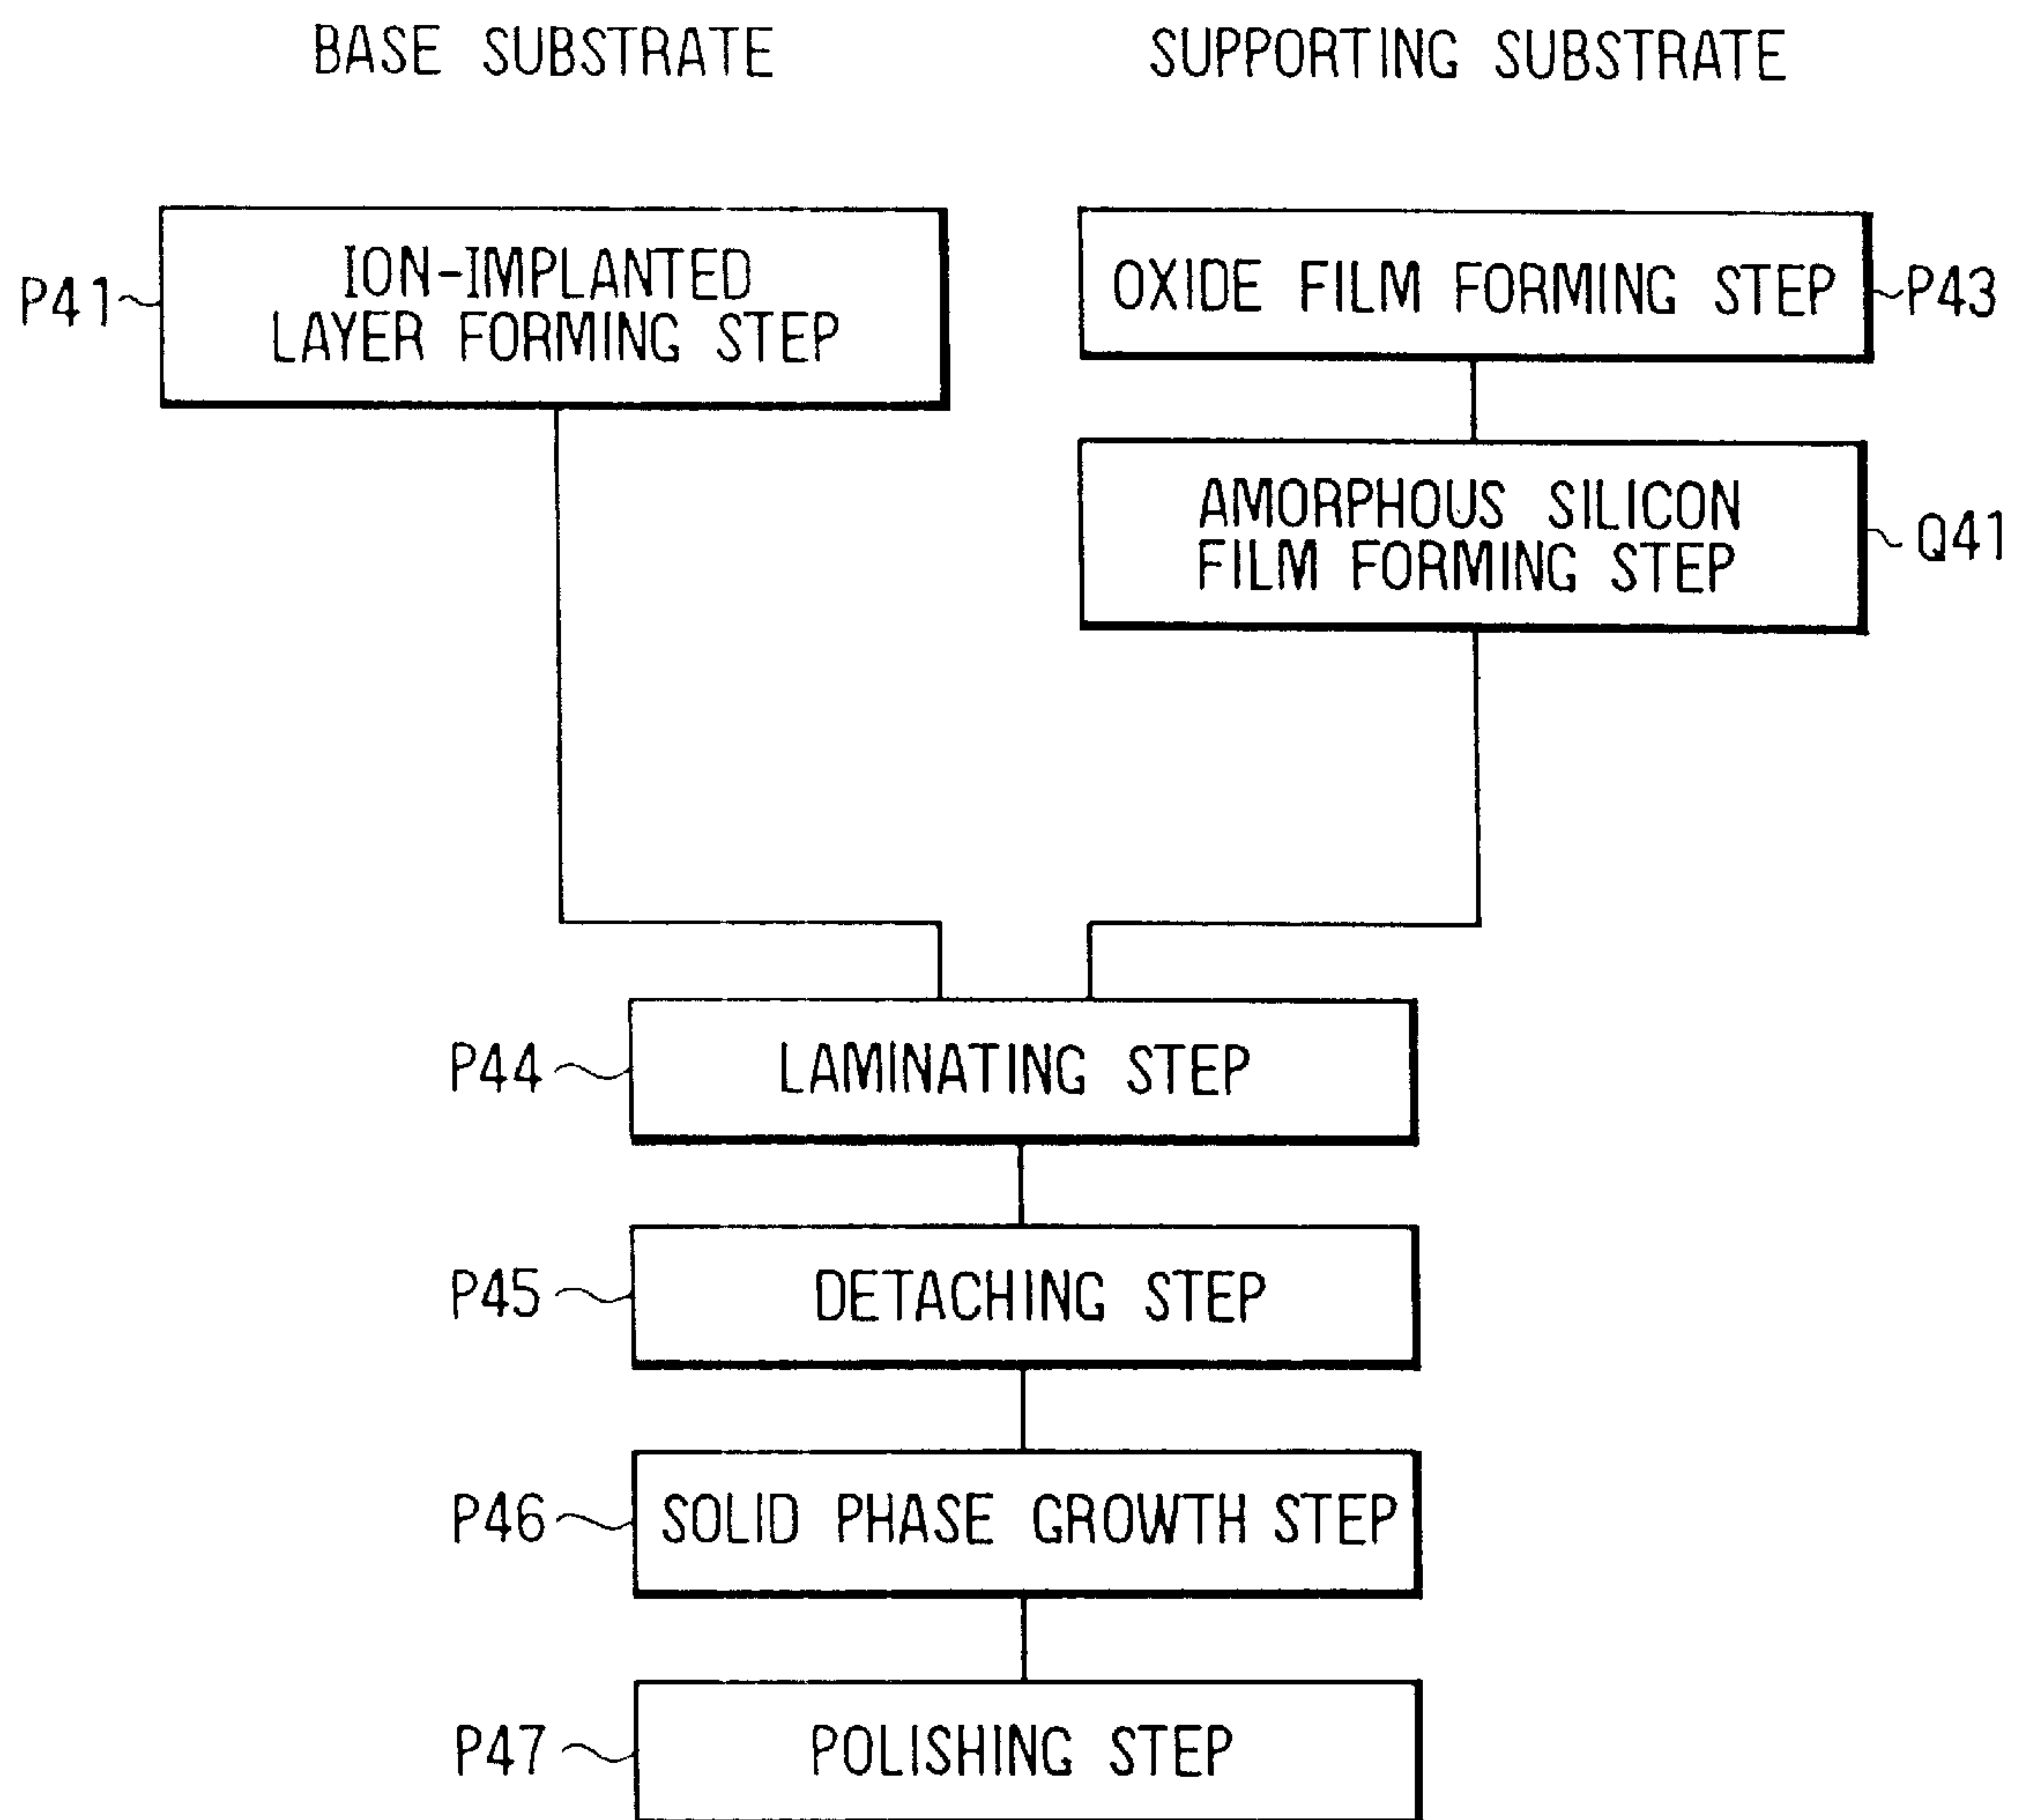 BASE SUBSTRATE
SUPPORTING SUBSTRATE
P41
ION-IMPLANTED
LAYER FORMING STEP
OXIDE FILM FORMING STEP
P43
AMORPHOUS SILICON
FILM FORMING STEP
Q41
P44
LAMINATING STEP
P45
DETACHING STEP
P46
SOLID PHASE GROWTH STEP
P47
POLISHING STEP